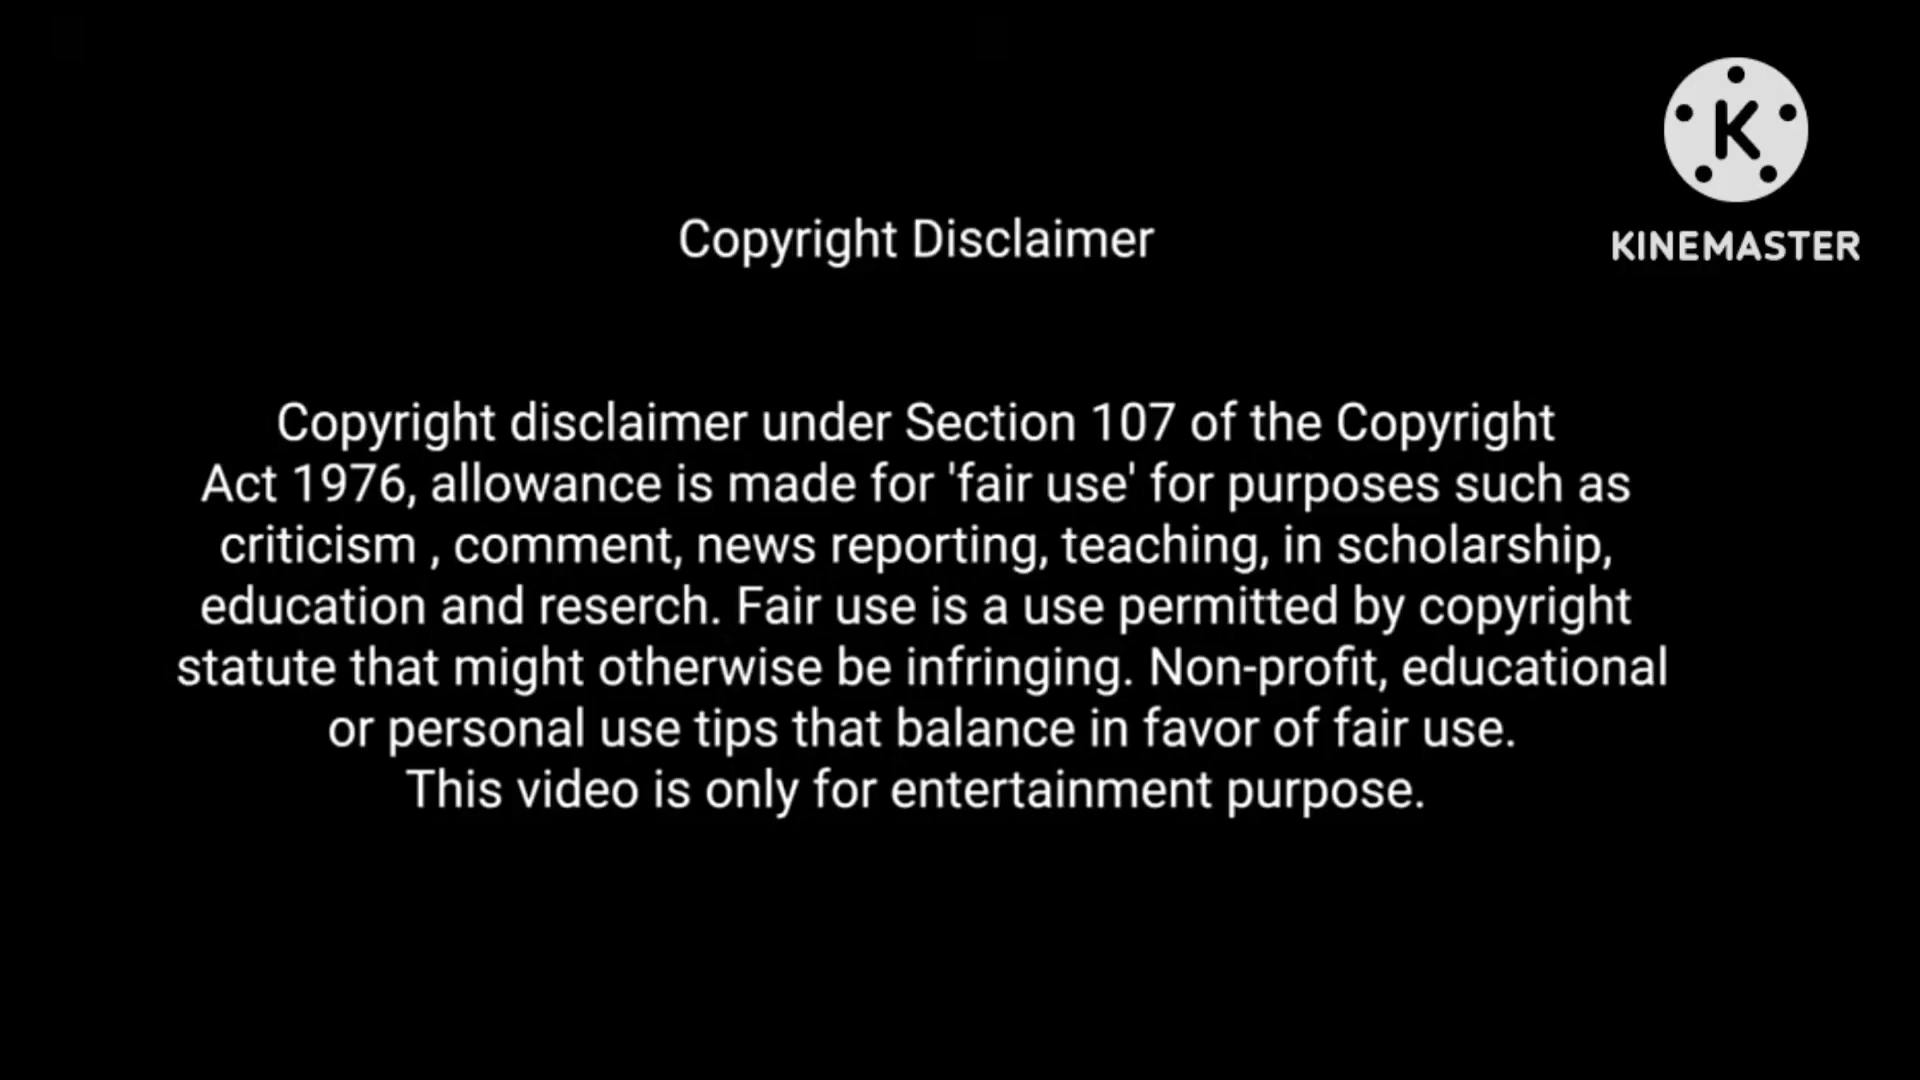 K
KINEMASTER
Copyright Disclaimer
Copyright disclaimer under Section 107 of the Copyright
Act 1976, allowance is made for 'fair use' for purposes such as
criticism , comment, news reporting, teaching, in scholarship,
education and reserch. Fair use is a use permitted by copyright
statute that might otherwise be infringing. Non-profit, educational
or personal use tips that balance in favor of fair use.
This video is only for entertainment purpose.